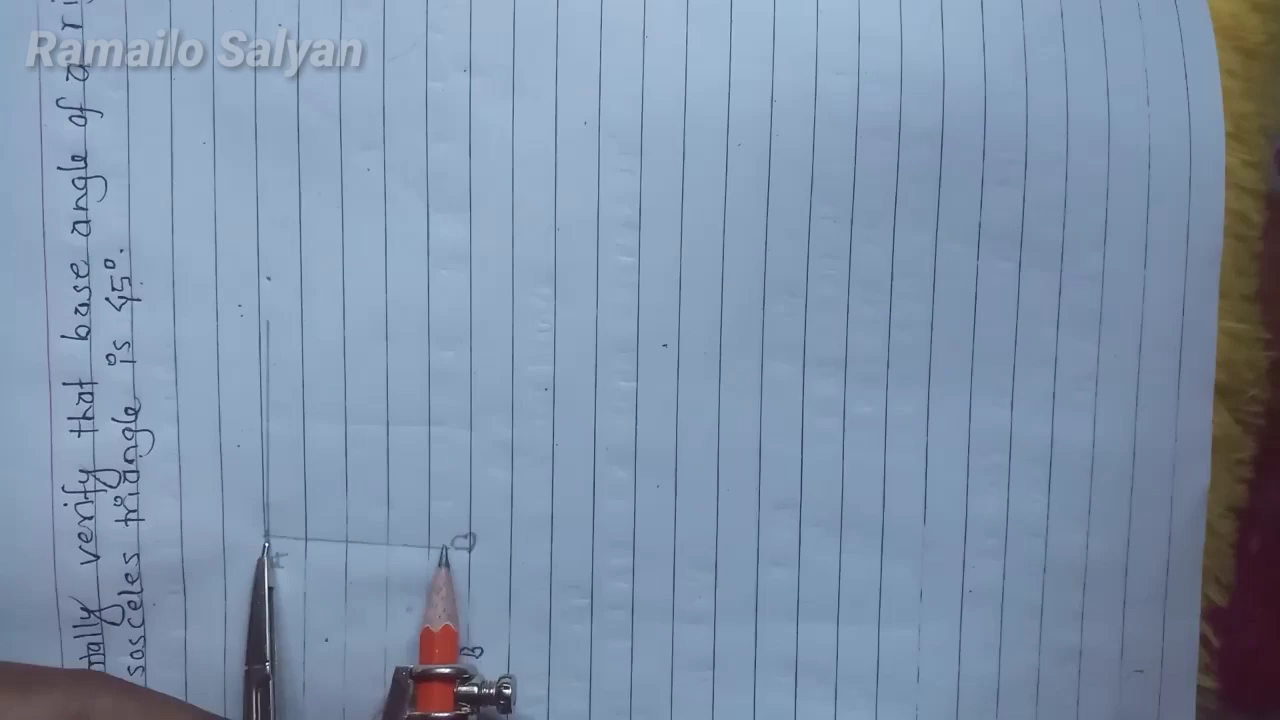 Ramailo Salyan
verify that base angle of a
sosceles triangle is 45°.
A
B
B